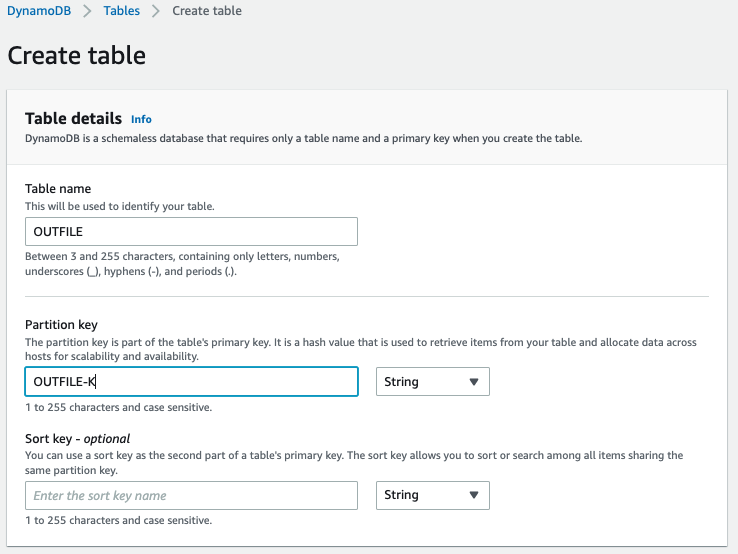 DynamoDB > Tables > Create table
Create table
Table details Info
DynamoDB is a schemaless database that requires only a table name and a primary key when you create the table.
Table name
This will be used to identify your table.
OUTFILE
Between 3 and 255 characters, containing only letters, numbers,
underscores (_), hyphens (-), and periods (.).
Partition key
The partition key is part of the table's primary key. It is a hash value that is used to retrieve items from your table and allocate data across
hosts for scalability and availability.
OUTFILE-K String
1 to 255 characters and case sensitive.
Sort key - optional
You can use a sort key as the second part of a table's primary key. The sort key allows you to sort or search among all items sharing the
same partition key.
Enter the sort key name String
1 to 255 characters and case sensitive.